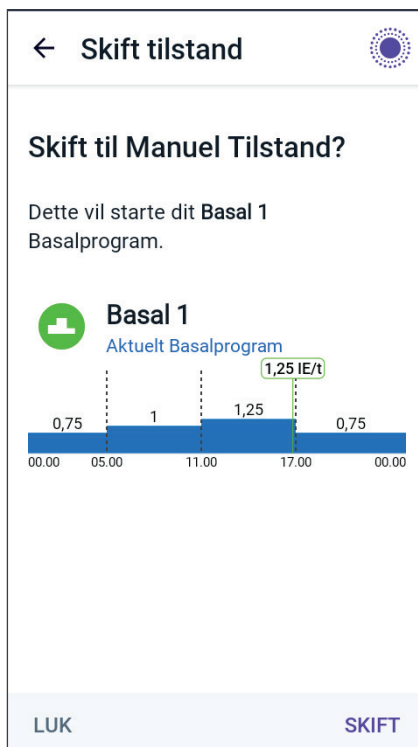 Skift tilstand
Skift til Manuel Tilstand?
Dette vil starte dit Basal 1
Basalprogram.
Basal 1
Aktuelt Basalprogram
1,25 IE/t
0,75 1 1,25 0,75
00.00 05.00 11.00 17.00 00.00
LUK SKIFT